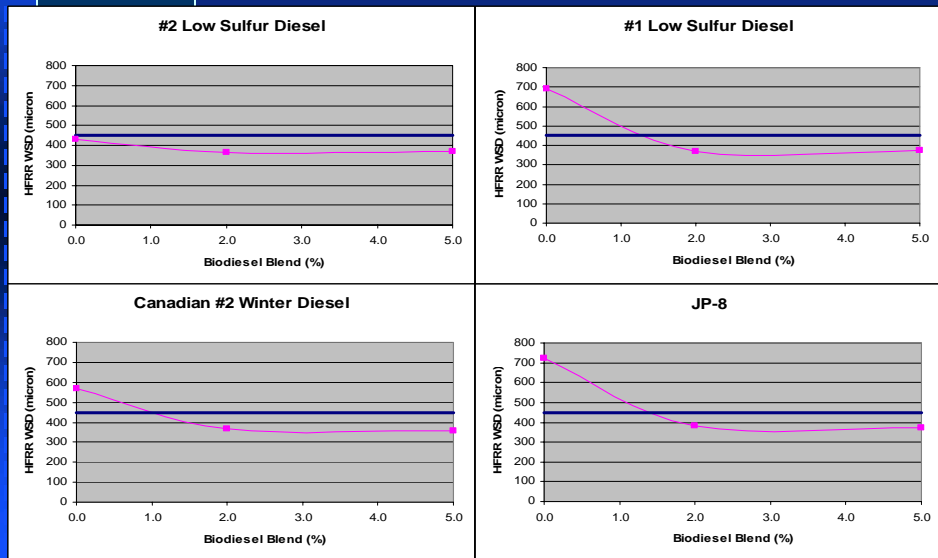 #2 Low Sulfur Diesel
HFRR WSD (micron
800
700
600
500
400
300
200
100
0
0.0 1.0 2.0 3.0 4.0 5.0
Biodiesel Blend (%)
#1 Low Sulfur Diesel
HFRR WSD (micron)
800
700
600
500
400
300
200
100
0
0.0 1.0 2.0 3.0 4.0 5.0
Biodiesel Blend (%)
Canadian #2 Winter Diesel
HFRR WSD (micron)
800
700
600
500
400
300
200
100
0
0.0 1.0 2.0 3.0 4.0 5.0
Biodiesel Blend (%)
JP-8
HFRR WSD (micron)
800
700
600
500
400
300
200
100
0
0.0 1.0 2.0 3.0 4.0 5.0
Biodiesel Blend (%)